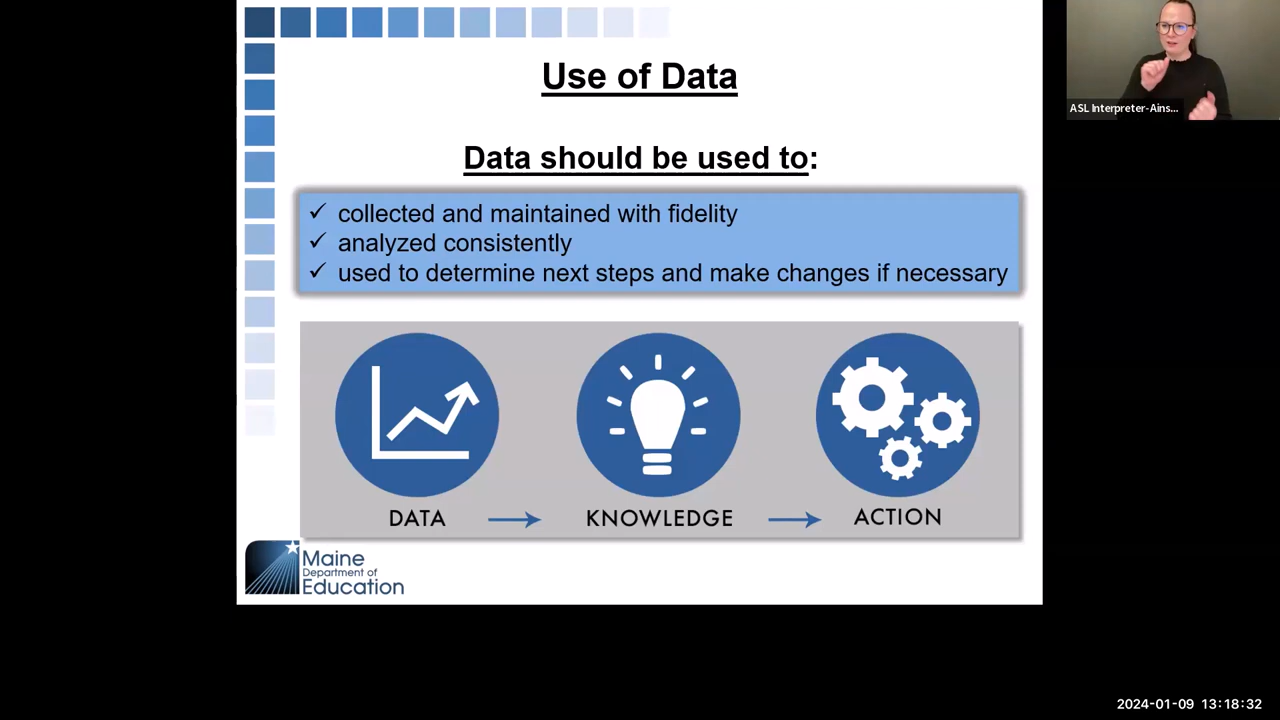 Use of Data
Data should be used to:
✓ collected and maintained with fidelity
✓ analyzed consistently
✓ used to determine next steps and make changes if necessary
DATA → KNOWLEDGE → ACTION
Maine
Department of
Education
ASL Interpreter-Ains...
2024-01-09 13:18:32